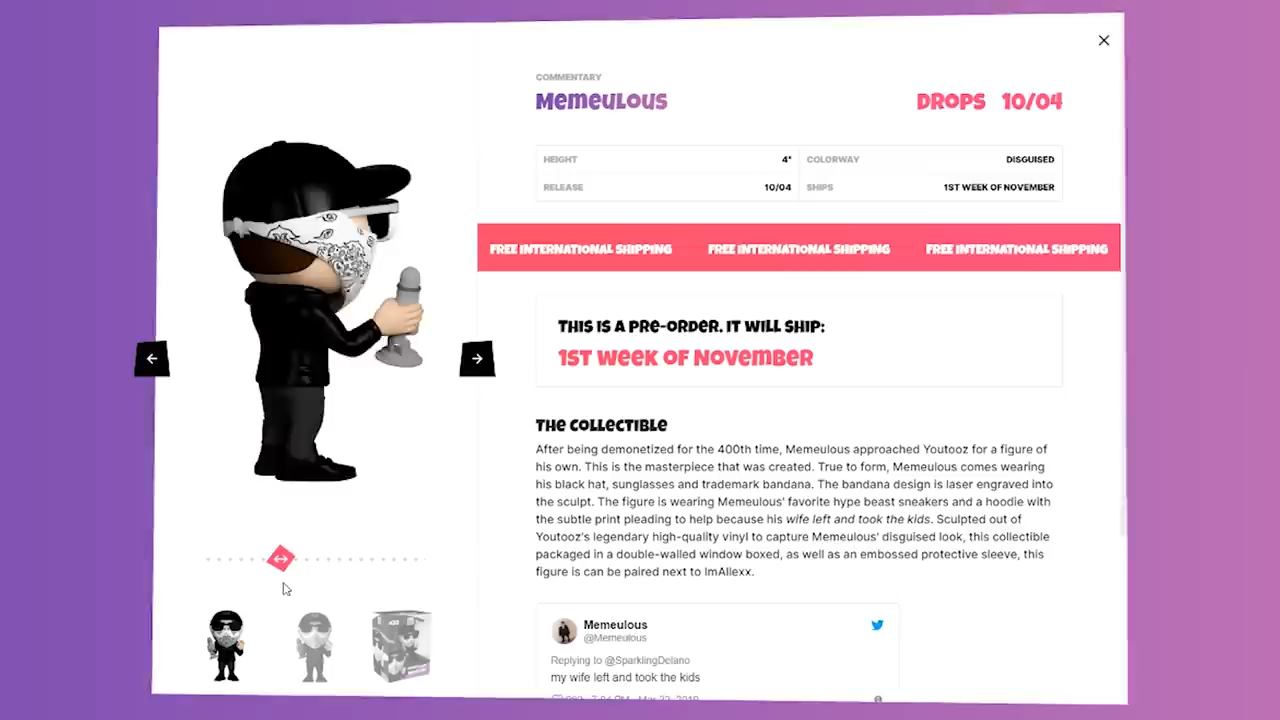 COMMENTARY
Memeulous
DROPS 10/04
HEIGHT 4"
COLORWAY DISGUISED
RELEASE 10/04
SHIPS 1ST WEEK OF NOVEMBER
FREE INTERNATIONAL SHIPPING FREE INTERNATIONAL SHIPPING FREE INTERNATIONAL SHIPPING
THIS IS A PRE-ORDER. IT WILL SHIP:
1ST WEEK OF NOVEMBER
THE COLLECTIBLE
After being demonetized for the 400th time, Memeulous approached Youtooz for a figure of
his own. This is the masterpiece that was created. True to form, Memeulous comes wearing
his black hat, sunglasses and trademark bandana. The bandana design is laser engraved into
the sculpt. The figure is wearing Memeulous' favorite hype beast sneakers and a hoodie with
the subtle print pleading to help because his wife left and took the kids. Sculpted out of
Youtooz's legendary high-quality vinyl to capture Memeulous' disguised look, this collectible
packaged in a double-walled window boxed, as well as an embossed protective sleeve, this
figure is can be paired next to ImAllexx.
Memeulous
@Memeulous
Replying to @SparklingDelano
my wife left and took the kids